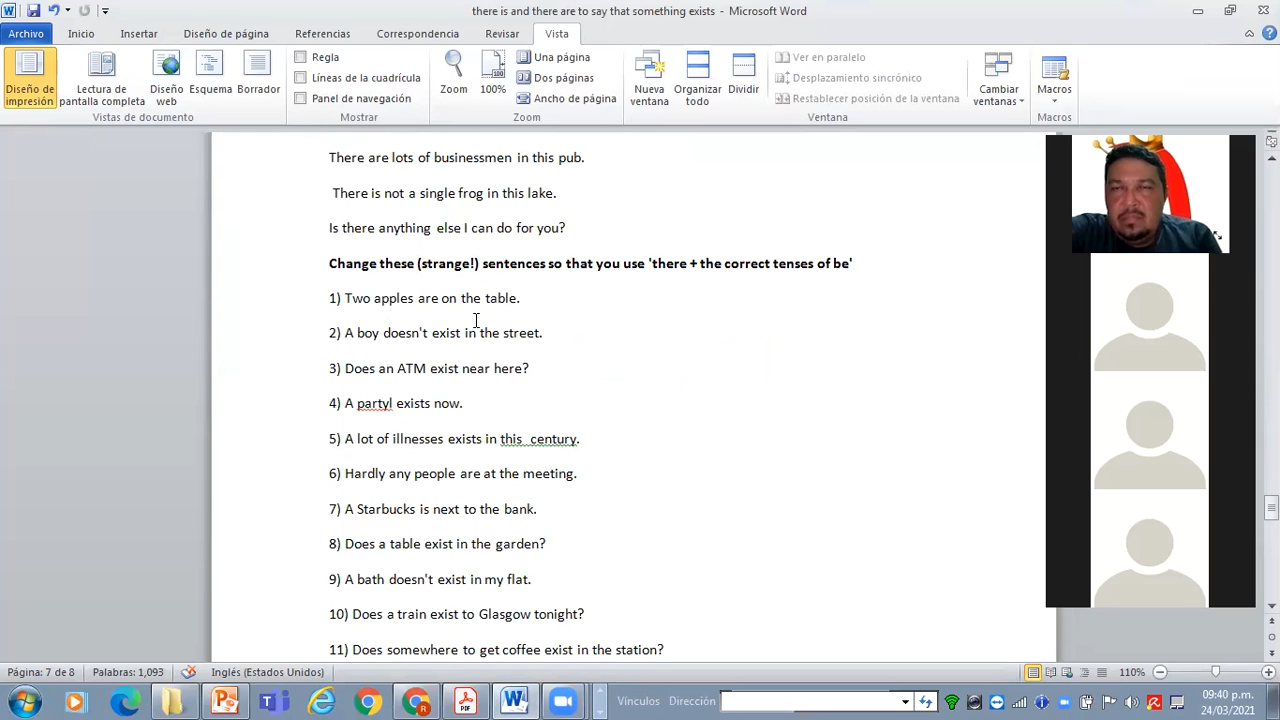 there is and there are to say that something exists - Microsoft Word
Archivo Inicio Insertar Diseño de página Referencias Correspondencia Revisar Vista
Diseño de impresión
Lectura de pantalla completa
Diseño web
Esquema
Borrador
Vistas de documento
Regla
Líneas de la cuadrícula
Panel de navegación
Mostrar
Zoom
100%
Una página
Dos páginas
Ancho de página
Zoom
Nueva ventana
Organizar todo
Dividir
Ver en paralelo
Desplazamiento sincrónico
Restablecer posición de la ventana
Ventana
Cambiar ventanas
Macros
Macros
There are lots of businessmen in this pub.
There is not a single frog in this lake.
Is there anything else I can do for you?
Change these (strange!) sentences so that you use 'there + the correct tenses of be'
1) Two apples are on the table.
2) A boy doesn't exist in the street.
3) Does an ATM exist near here?
4) A partyl exists now.
5) A lot of illnesses exists in this century.
6) Hardly any people are at the meeting.
7) A Starbucks is next to the bank.
8) Does a table exist in the garden?
9) A bath doesn't exist in my flat.
10) Does a train exist to Glasgow tonight?
11) Does somewhere to get coffee exist in the station?
Página: 7 de 8 Palabras: 1,093 Inglés (Estados Unidos) 110%
Vínculos Dirección
09:40 p.m.
24/03/2021